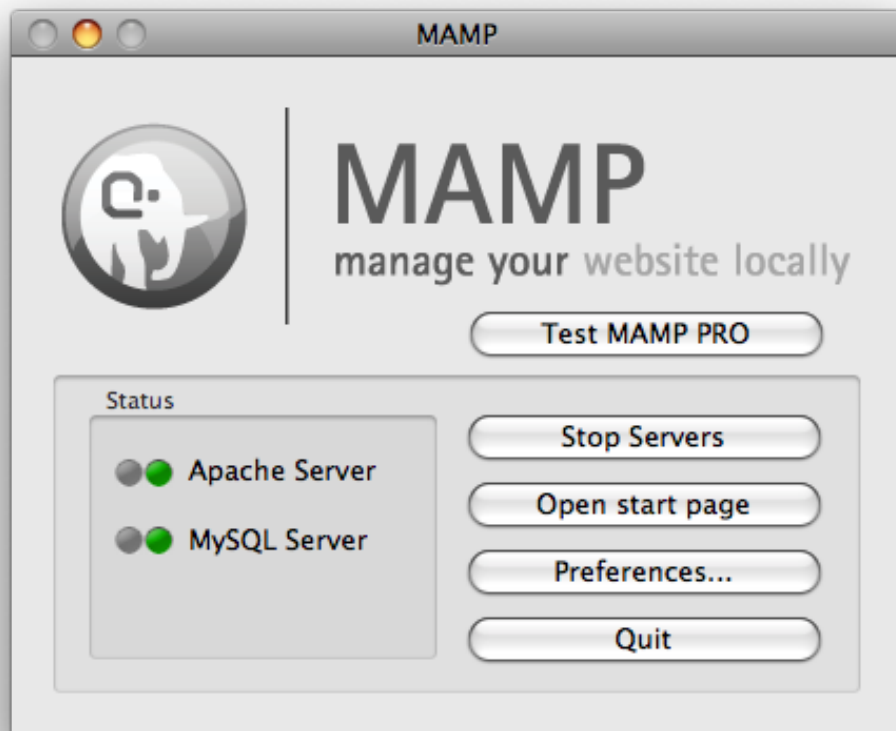 MAMP
MAMP
manage your website locally
Test MAMP PRO
Status
Apache Server
MySQL Server
Stop Servers
Open start page
Preferences...
Quit